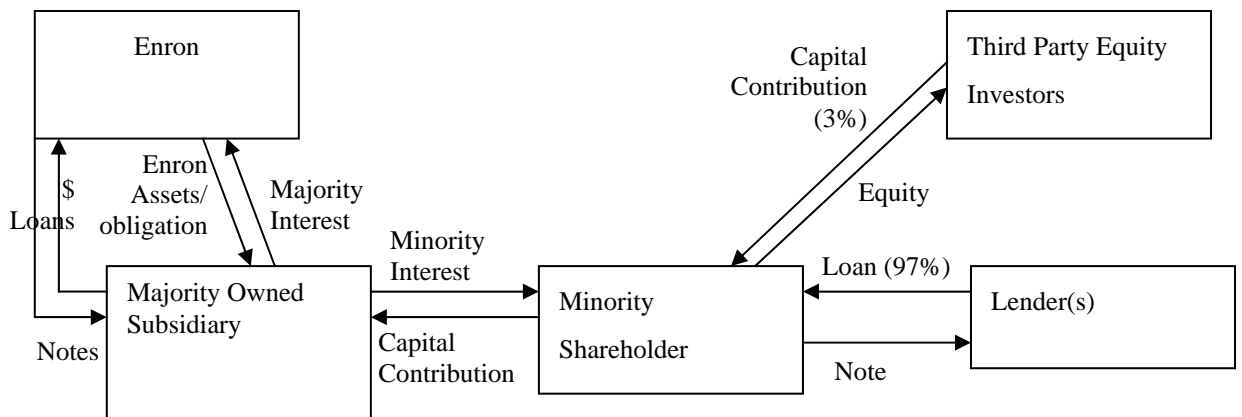 Enron
Third Party Equity
Investors
Capital
Contribution
(3%)
Equity
$
Loans
Enron
Assets/
obligation
Majority
Interest
Notes
Majority Owned
Subsidiary
Minority
Interest
Capital
Contribution
Minority
Shareholder
Loan (97%)
Note
Lender(s)